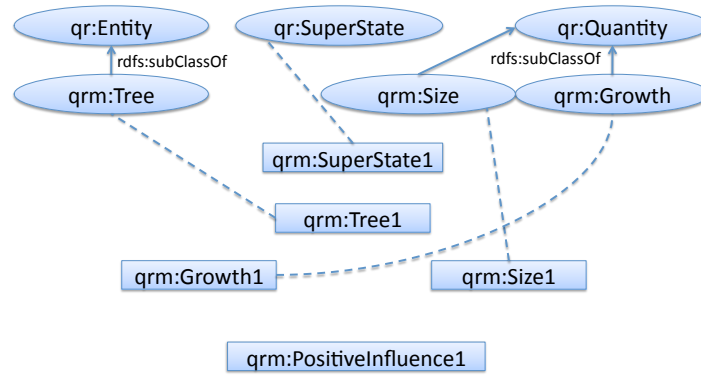 qr:Entity
qr:SuperState
qr:Quantity
rdfs:subClassOf
rdfs:subClassOf
qrm:Tree
qrm:Size
qrm:Growth
qrm:SuperState1
qrm:Tree1
qrm:Growth1
qrm:Size1
qrm:PositiveInfluence1